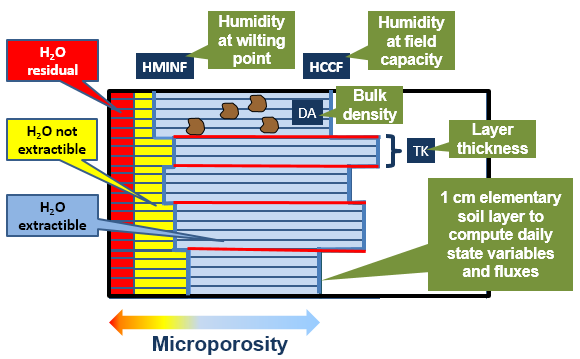 Humidity
at wilting
point
Humidity
at field
capacity
H₂O
residual
HMINF
HCCF
Bulk
density
DA
H₂O not
extractible
Layer
thickness
TK
H₂O
extractible
1 cm elementary
soil layer to
compute daily
state variables
and fluxes
Microporosity